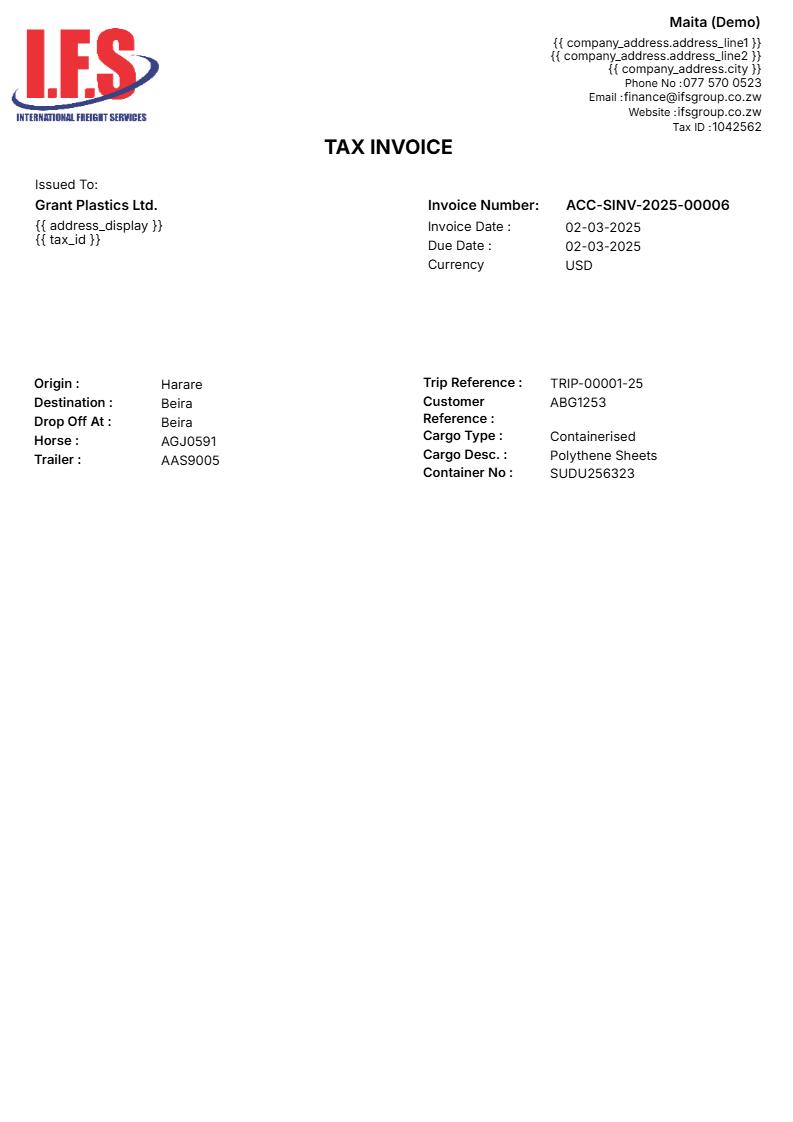 I.F.S
INTERNATIONAL FREIGHT SERVICES
Maita (Demo)
{{ company_address.address_line1 }}
{{ company_address.address_line2 }}
{{ company_address.city }}
Phone No :077 570 0523
Email :finance@ifsgroup.co.zw
Website :ifsgroup.co.zw
Tax ID :1042562
TAX INVOICE
Issued To:
Grant Plastics Ltd.
{{ address_display }}
{{ tax_id }}
Invoice Number: ACC-SINV-2025-00006
Invoice Date : 02-03-2025
Due Date : 02-03-2025
Currency USD
Origin : Harare
Destination : Beira
Drop Off At : Beira
Horse : AGJ0591
Trailer : AAS9005
Trip Reference : TRIP-00001-25
Customer ABG1253
Reference :
Cargo Type : Containerised
Cargo Desc. : Polythene Sheets
Container No : SUDU256323